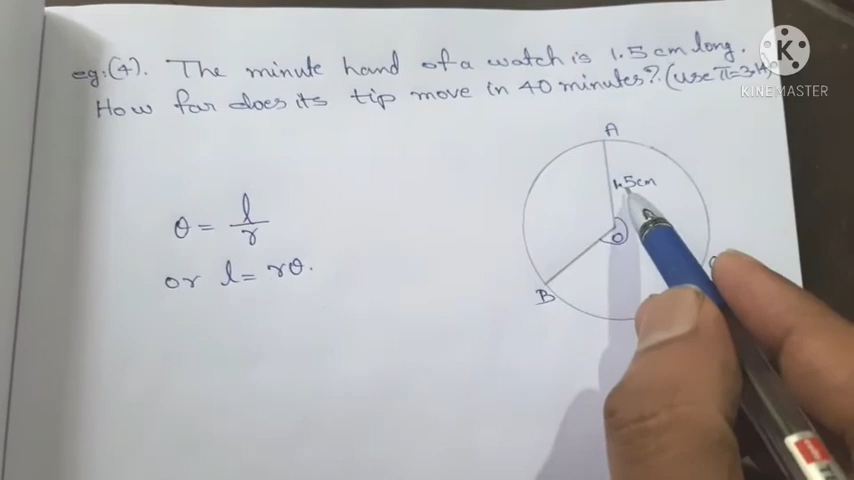 eg:(4). The minute hand of a watch is 1.5 cm long.
How far does its tip move in 40 minutes? (use π=3.14)
KINEMASTER
A
1.5cm
θ = l/r
O
or l = rθ.
B